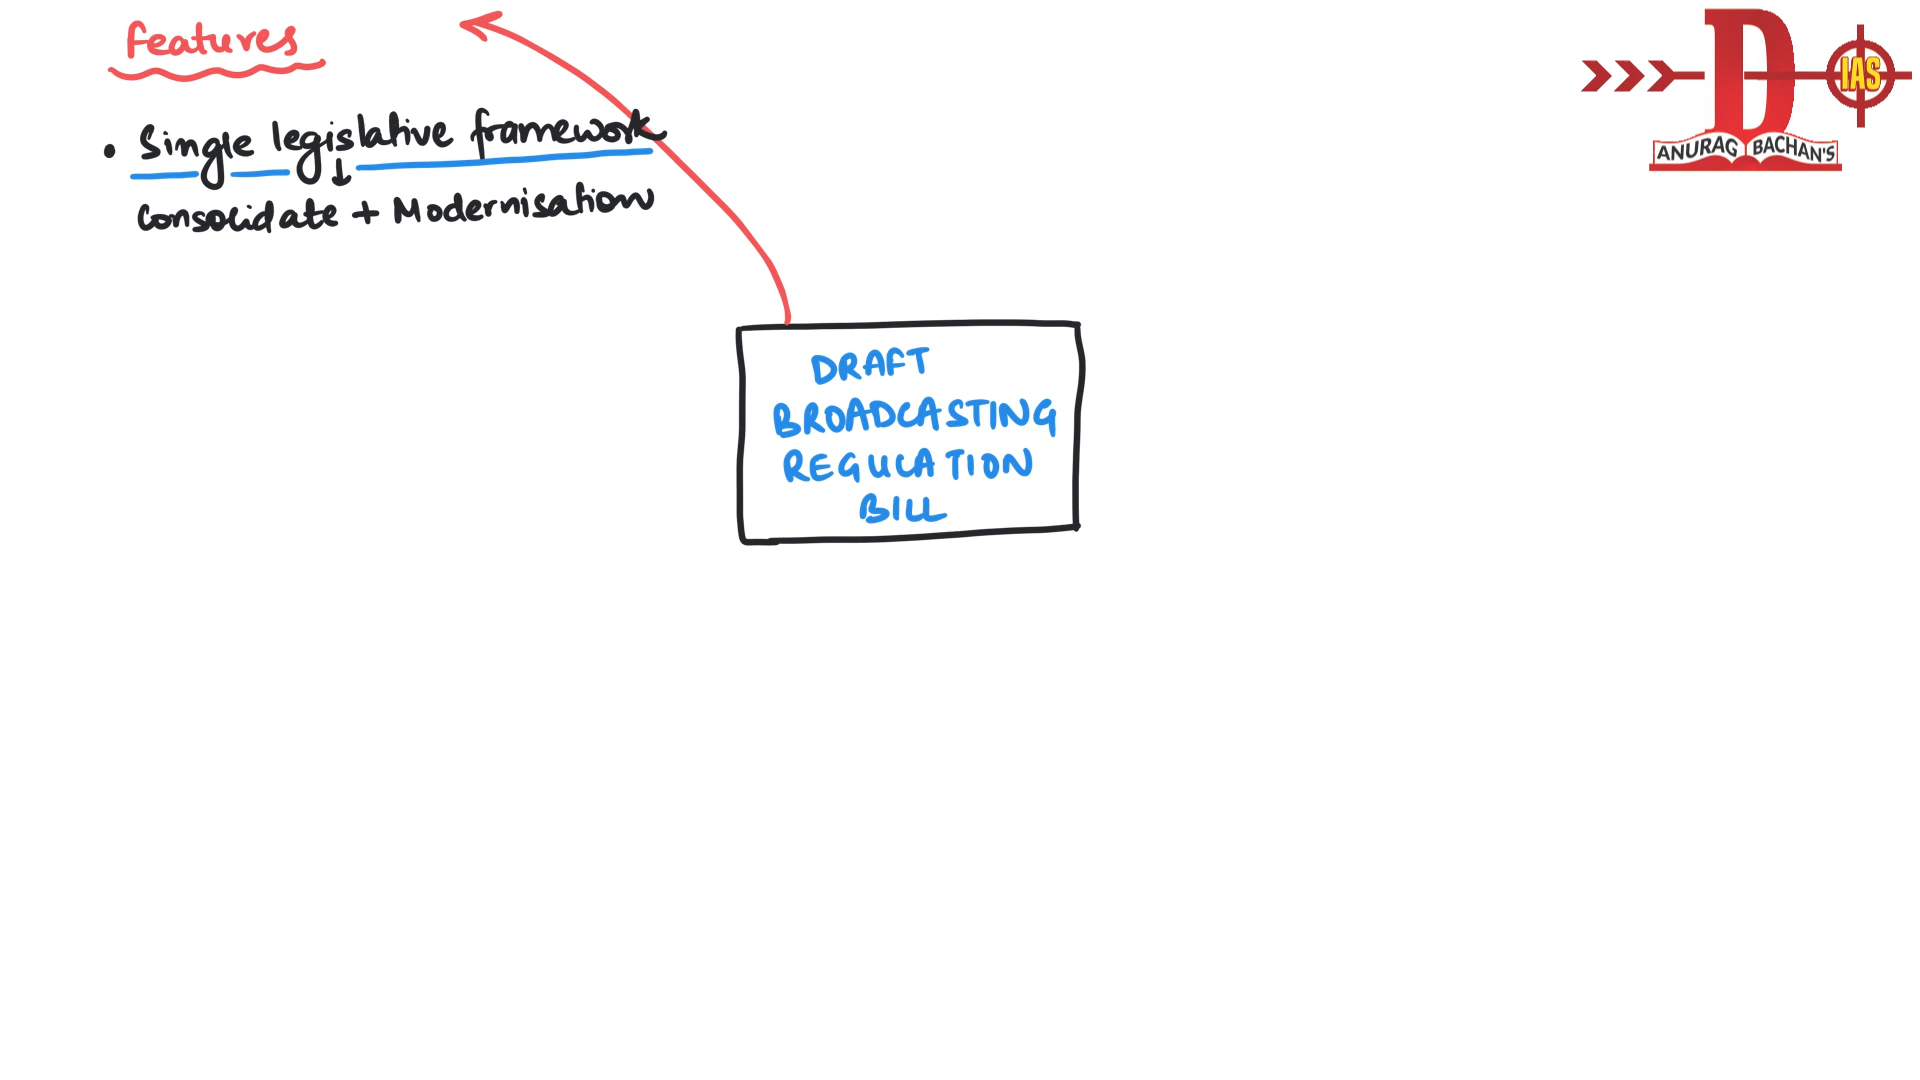 features
• Single legislative framework
↓
Consolidate + Modernisation
DRAFT
BROADCASTING
REGULATION
BILL
D
IAS
ANURAG BACHAN'S